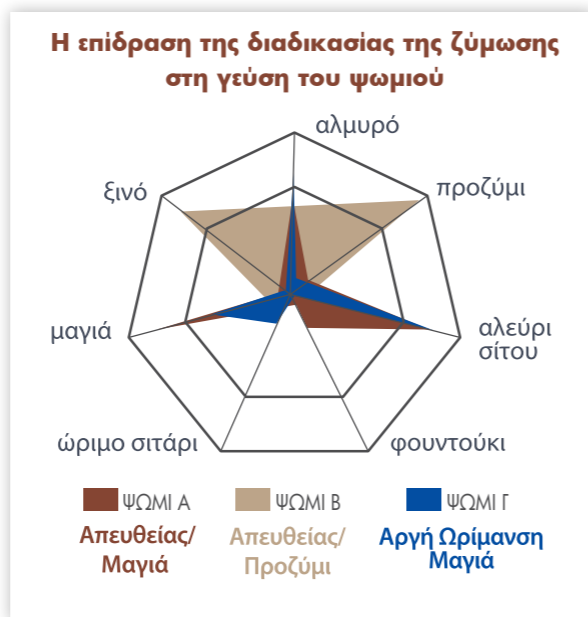 Η επίδραση της διαδικασίας της ζύμωσης
στη γεύση του ψωμιού
αλμυρό
ξινό
προζύμι
μαγιά
αλεύρι
σίτου
ώριμο σιτάρι
φουντούκι
ΨΩΜΙ Α
ΨΩΜΙ Β
ΨΩΜΙ Γ
Απευθείας/
Μαγιά
Απευθείας/
Προζύμι
Αργή Ωρίμανση
Μαγιά